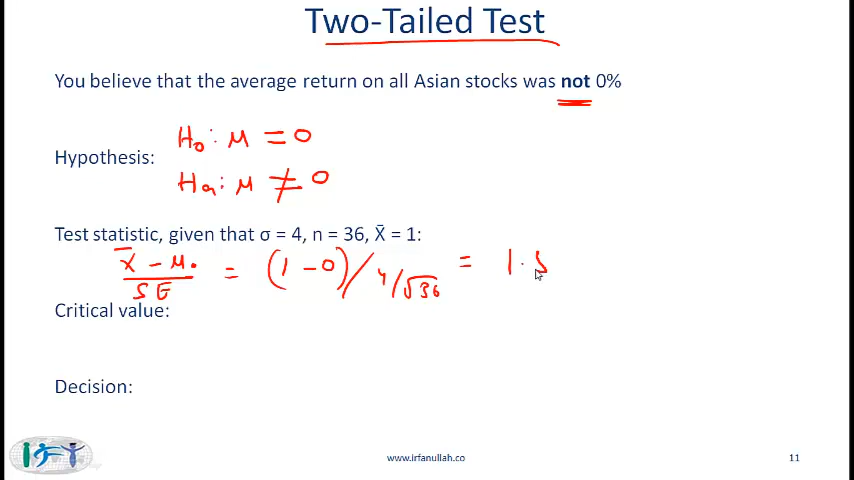 Two-Tailed Test
You believe that the average return on all Asian stocks was not 0%
H₀: μ = 0
Hypothesis:
Hₐ: μ ≠ 0
Test statistic, given that σ = 4, n = 36, X̄ = 1:
x̄ - μ₀ / SE = (1 - 0) / 4/√36 = 1.5
Critical value:
Decision:
www.irfanullah.co
11